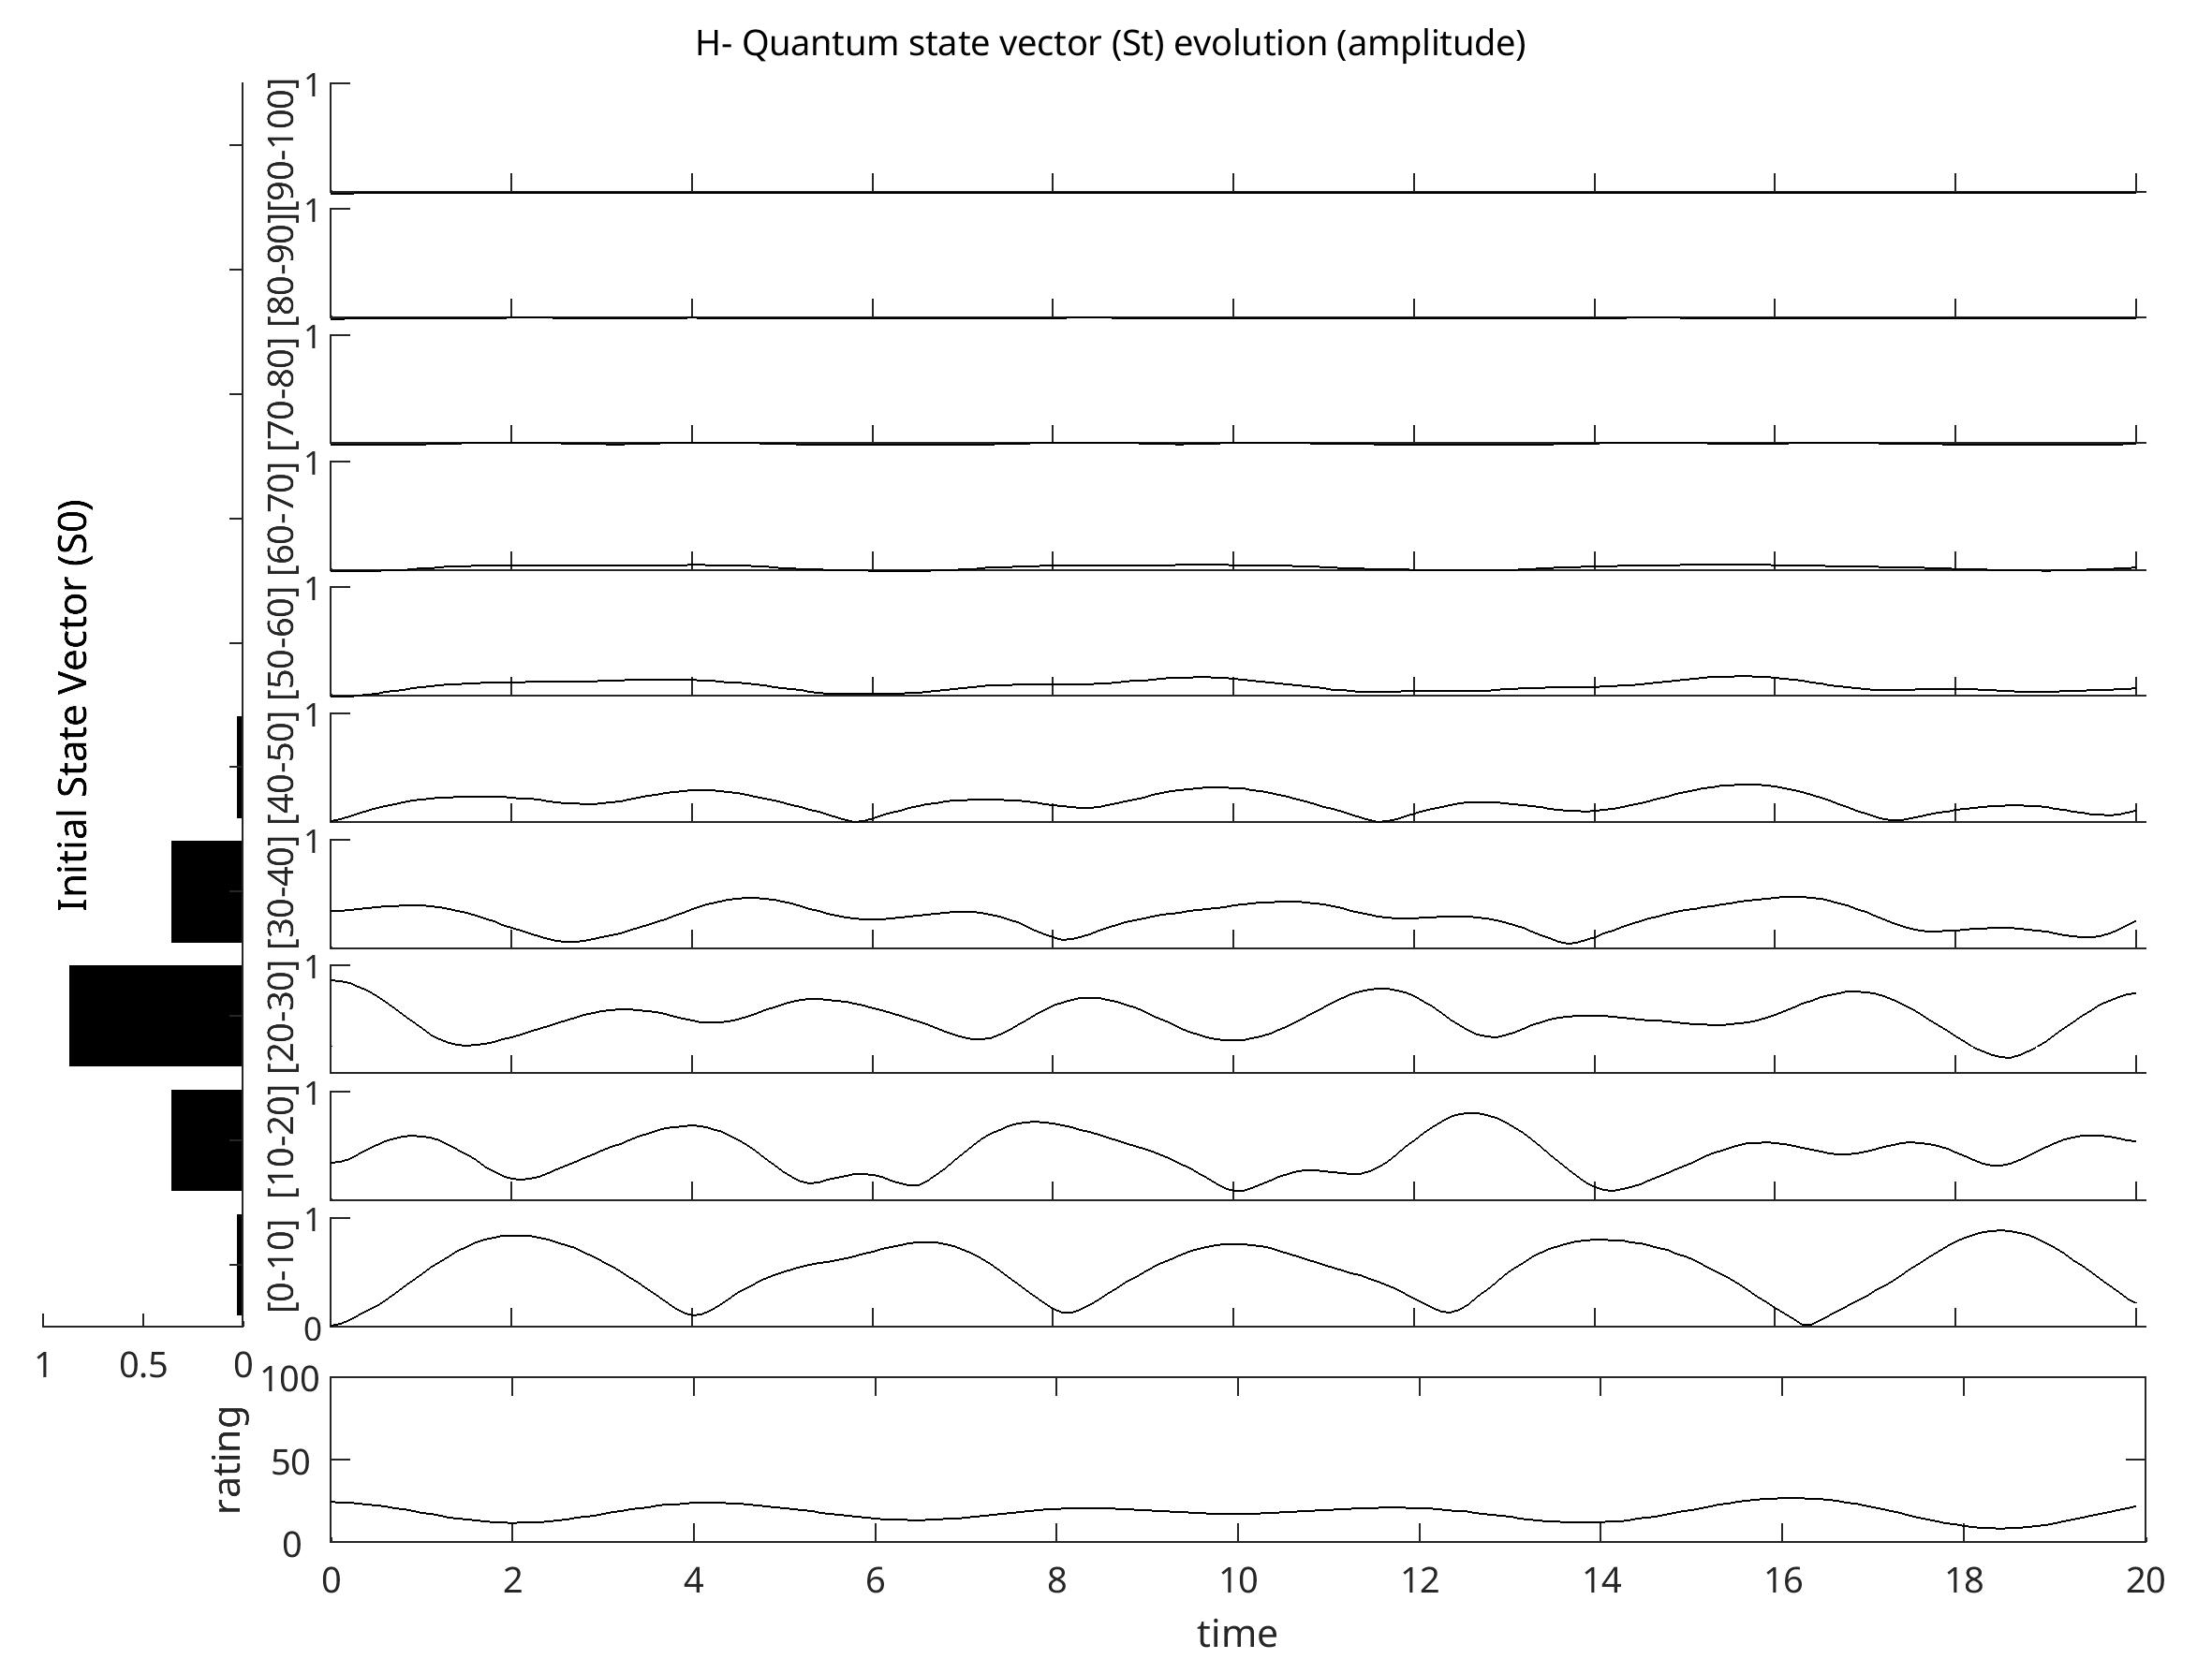 H- Quantum state vector (St) evolution (amplitude)
Initial State Vector (S0)
1 0.5 0
[90-100] 1
[80-90] 1
[70-80] 1
[60-70] 1
[50-60] 1
[40-50] 1
[30-40] 1
[20-30] 1
[10-20] 1
[0-10] 1
0
rating
100
50
0
0 2 4 6 8 10 12 14 16 18 20
time